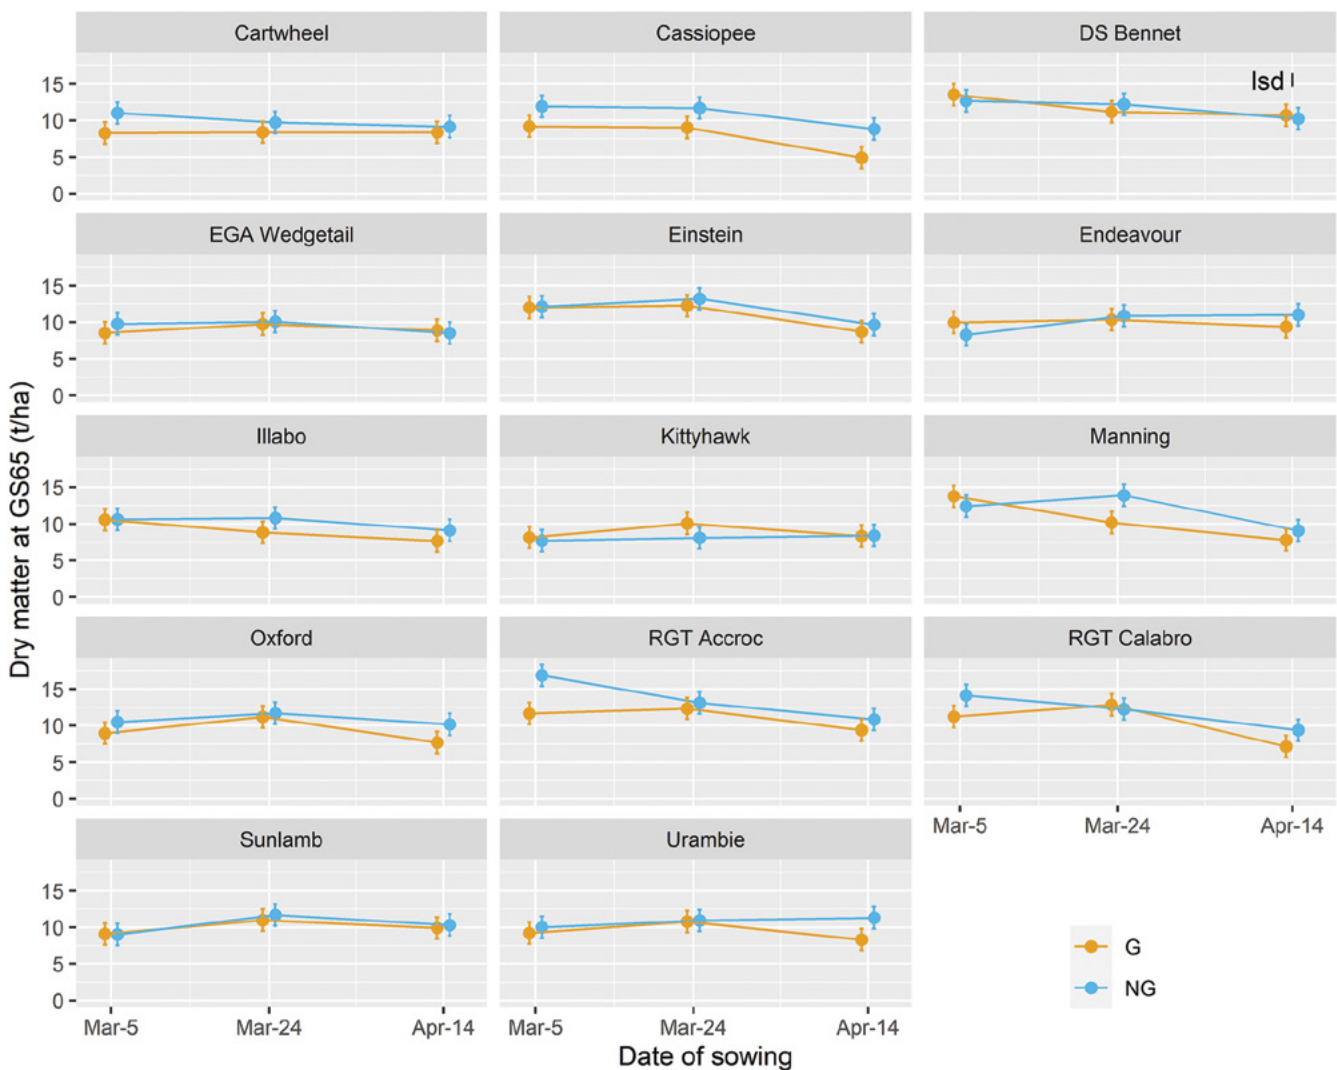 Cartwheel
Cassiopee
DS Bennet
15
10
5
0
lsd
EGA Wedgetail
Einstein
Endeavour
15
10
5
0
Illabo
Kittyhawk
Manning
15
10
5
0
Dry matter at GS65 (t/ha)
Oxford
RGT Accroc
RGT Calabro
15
10
5
0
Mar-5 Mar-24 Apr-14
Sunlamb
Urambie
15
10
5
0
Mar-5 Mar-24 Apr-14
Mar-5 Mar-24 Apr-14
Date of sowing
G
NG